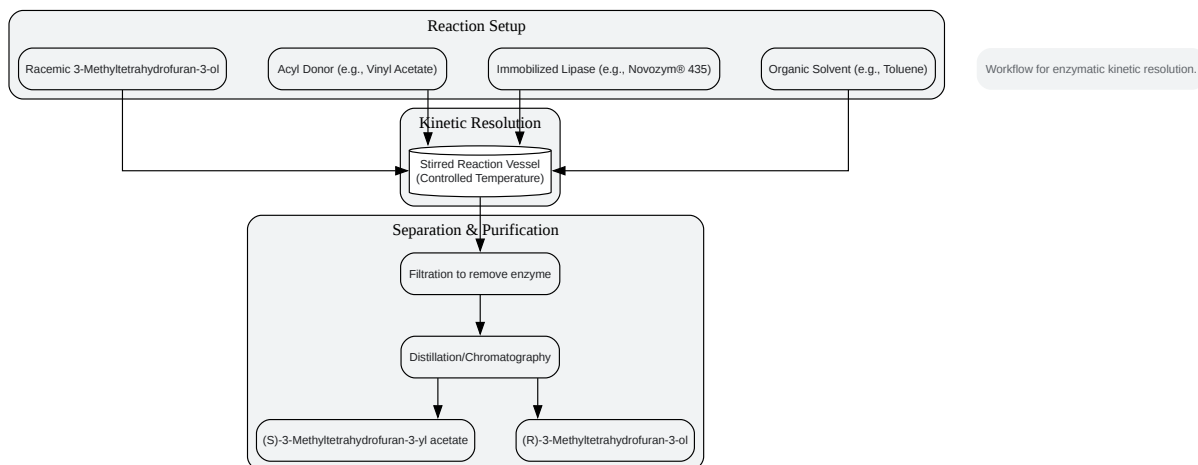 Reaction Setup
Racemic 3-Methyltetrahydrofuran-3-ol
Acyl Donor (e.g., Vinyl Acetate)
Immobilized Lipase (e.g., Novozym® 435)
Organic Solvent (e.g., Toluene)
Workflow for enzymatic kinetic resolution.
Kinetic Resolution
Stirred Reaction Vessel
(Controlled Temperature)
Separation & Purification
Filtration to remove enzyme
Distillation/Chromatography
(S)-3-Methyltetrahydrofuran-3-yl acetate
(R)-3-Methyltetrahydrofuran-3-ol